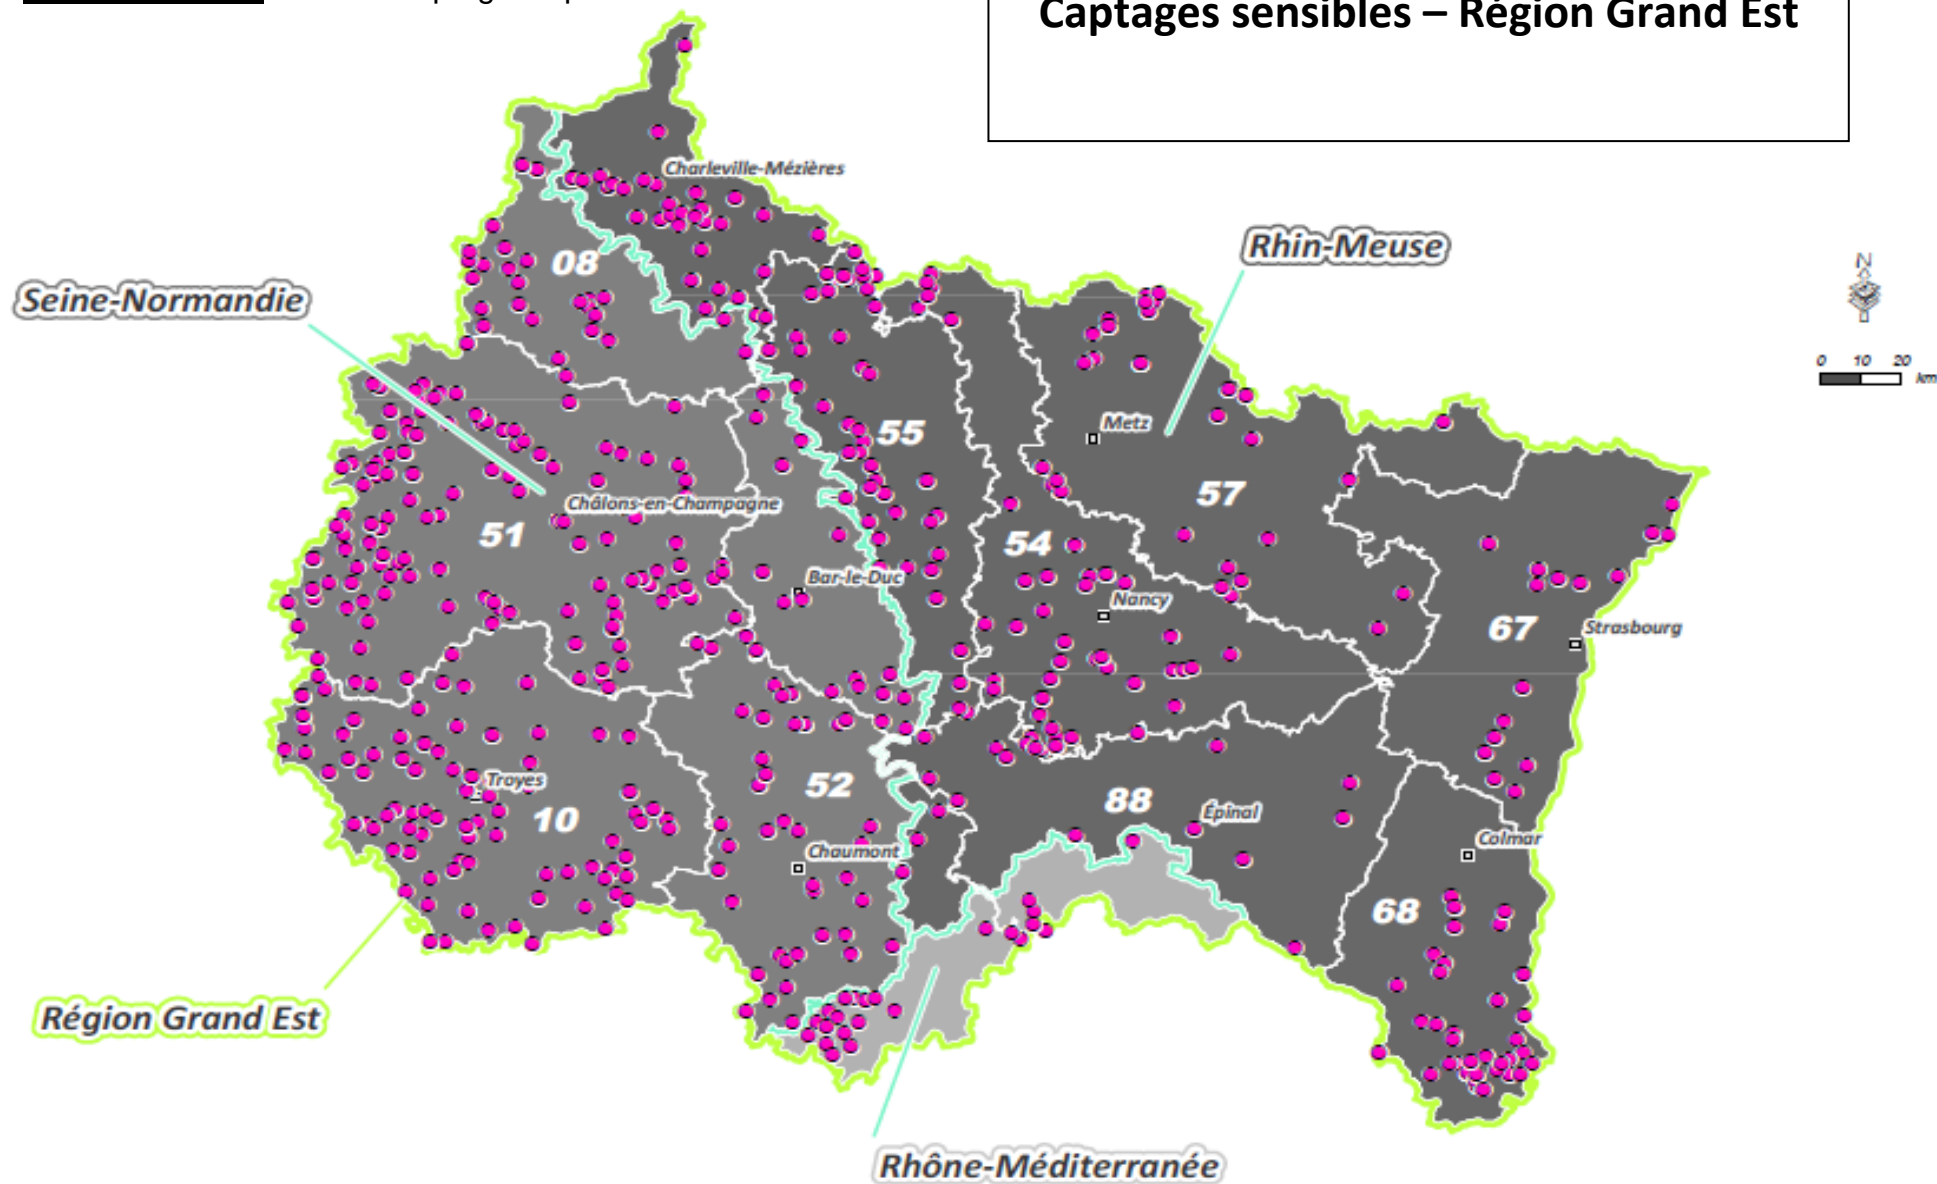 Captages sensibles – Région Grand Est
Charleville-Mézières
Rhin-Meuse
N
08
Seine-Normandie
0 10 20
km
Metz
55
57
Châlons-en-Champagne
51
54
Bar-le-Duc
Nancy
67
Strasbourg
Troyes
52
88
10
Épinal
Chaumont
Colmar
68
Région Grand Est
Rhône-Méditerranée